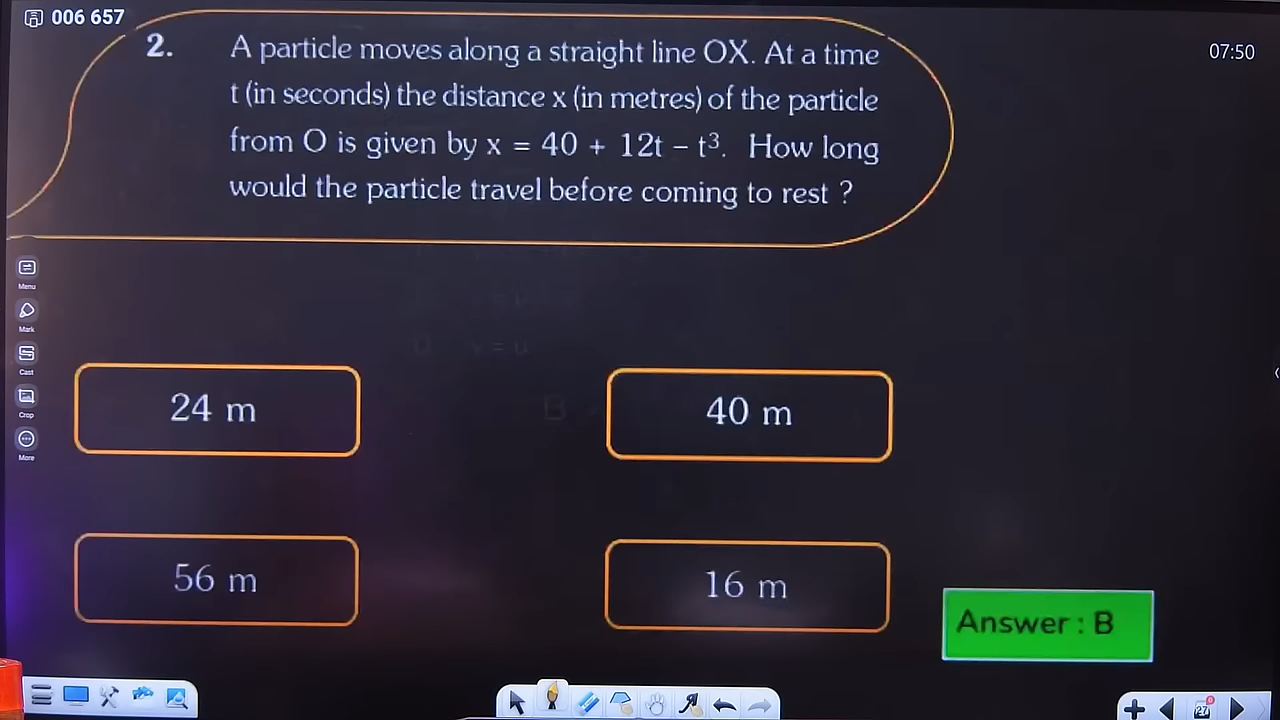 006 657
07:50
2. A particle moves along a straight line OX. At a time
t (in seconds) the distance x (in metres) of the particle
from O is given by x = 40 + 12t – t³. How long
would the particle travel before coming to rest ?
Menu
Mark
Cast
Crop
More
24 m
40 m
56 m
16 m
Answer : B